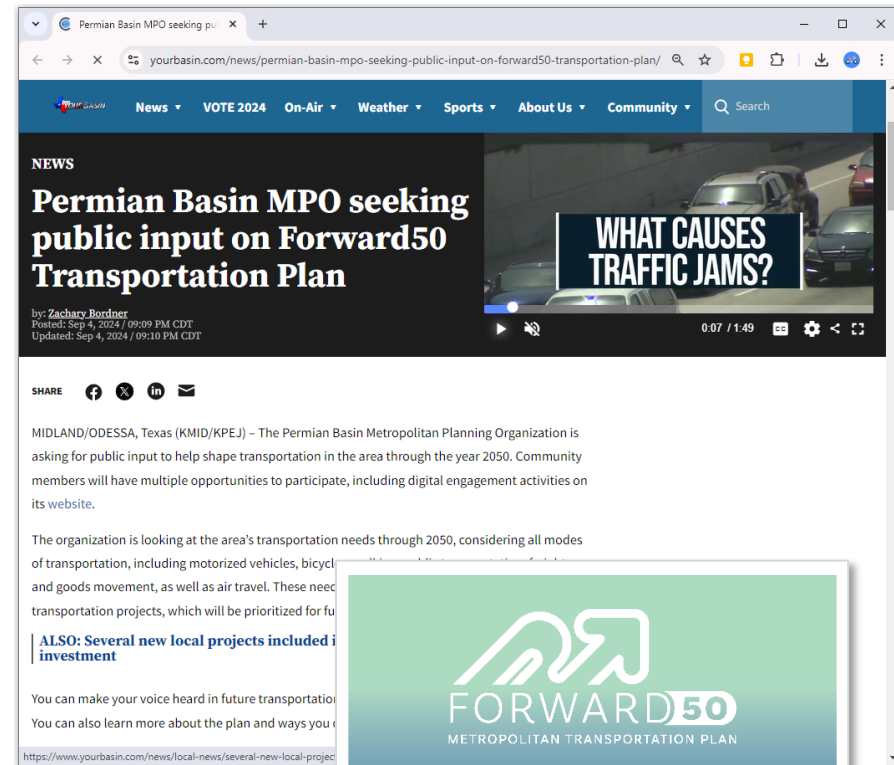 Permian Basin MPO seeking pu
yourbasin.com/news/permian-basin-mpo-seeking-public-input-on-forward50-transportation-plan/
YOUR BASIN
News
VOTE 2024
On-Air
Weather
Sports
About Us
Community
Search
NEWS
Permian Basin MPO seeking
public input on Forward50
Transportation Plan
by: Zachary Bordner
Posted: Sep 4, 2024 / 09:09 PM CDT
Updated: Sep 4, 2024 / 09:10 PM CDT
WHAT CAUSES
TRAFFIC JAMS?
0:07 / 1:49
CC
SHARE
MIDLAND/ODESSA, Texas (KMID/KPEJ) – The Permian Basin Metropolitan Planning Organization is
asking for public input to help shape transportation in the area through the year 2050. Community
members will have multiple opportunities to participate, including digital engagement activities on
its website.
The organization is looking at the area’s transportation needs through 2050, considering all modes
of transportation, including motorized vehicles, bicycl
and goods movement, as well as air travel. These need
transportation projects, which will be prioritized for fu
ALSO: Several new local projects included i
investment
You can make your voice heard in future transportation
You can also learn more about the plan and ways you
https://www.yourbasin.com/news/local-news/several-new-local-projec
FORWARD50
METROPOLITAN TRANSPORTATION PLAN